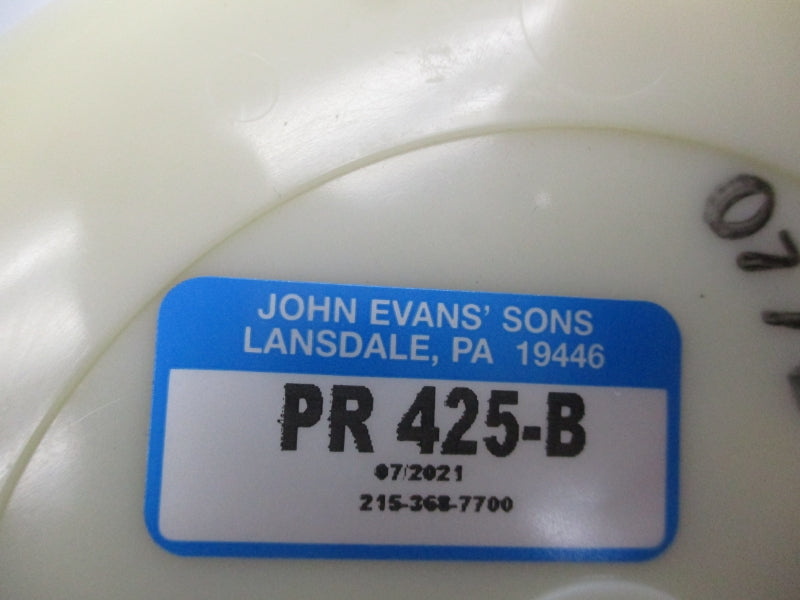 JOHN EVANS' SONS
LANSDALE, PA 19446
PR 425-B
07/2021
215-368-7700